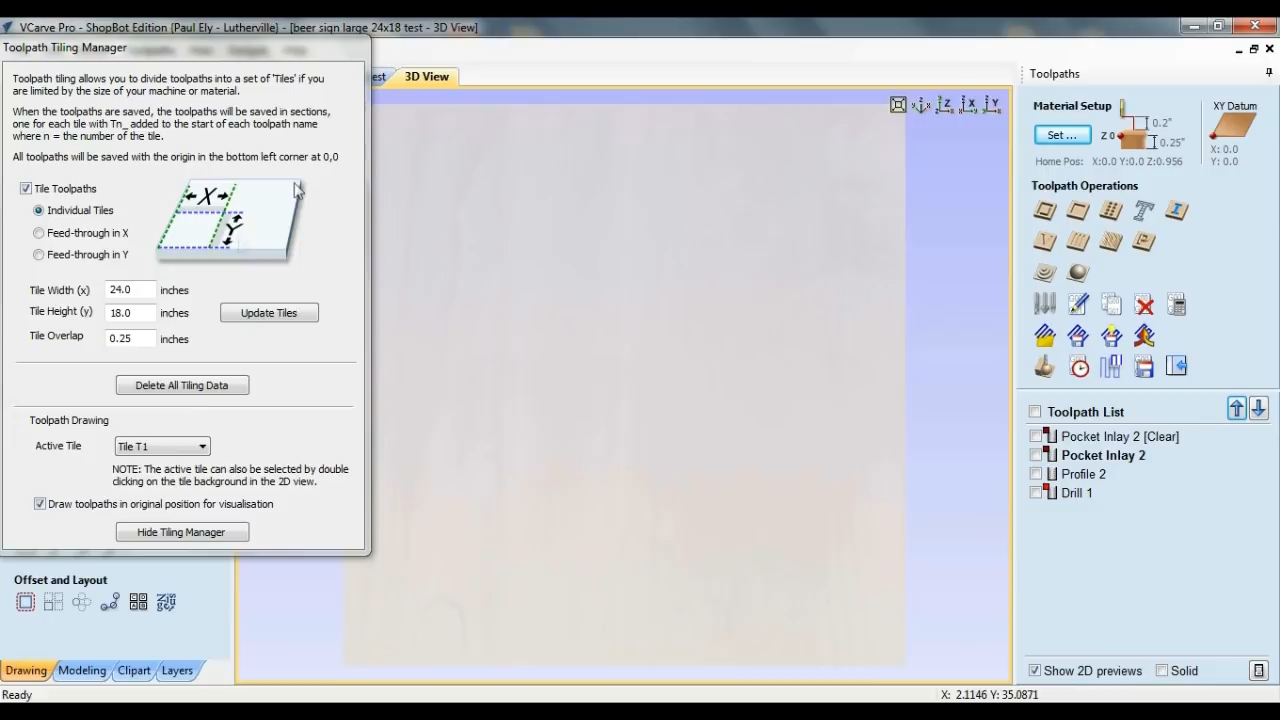 VCarve Pro - ShopBot Edition {Paul Ely - Lutherville} - [beer sign large 24x18 test - 3D View]
Toolpath Tiling Manager
Toolpath tiling allows you to divide toolpaths into a set of 'Tiles' if you
are limited by the size of your machine or material.
When the toolpaths are saved, the toolpaths will be saved in sections,
one for each tile with Tn_ added to the start of each toolpath name
where n = the number of the tile.
All toolpaths will be saved with the origin in the bottom left corner at 0,0
Tile Toolpaths
Individual Tiles
Feed-through in X
Feed-through in Y
X
Y
Tile Width (x) 24.0 inches
Tile Height (y) 18.0 inches
Update Tiles
Tile Overlap 0.25 inches
Delete All Tiling Data
Toolpath Drawing
Active Tile Tile T1
NOTE: The active tile can also be selected by double
clicking on the tile background in the 2D view.
Draw toolpaths in original position for visualisation
Hide Tiling Manager
Offset and Layout
Drawing Modeling Clipart Layers
Ready
est 3D View
Z X Y
Toolpaths
Material Setup
Set ...
Z 0
0.2"
0.25"
Home Pos: X:0.0 Y:0.0 Z:0.956
XY Datum
X: 0.0
Y: 0.0
Toolpath Operations
Toolpath List
Pocket Inlay 2 [Clear]
Pocket Inlay 2
Profile 2
Drill 1
Show 2D previews Solid
X: 2.1146 Y: 35.0871